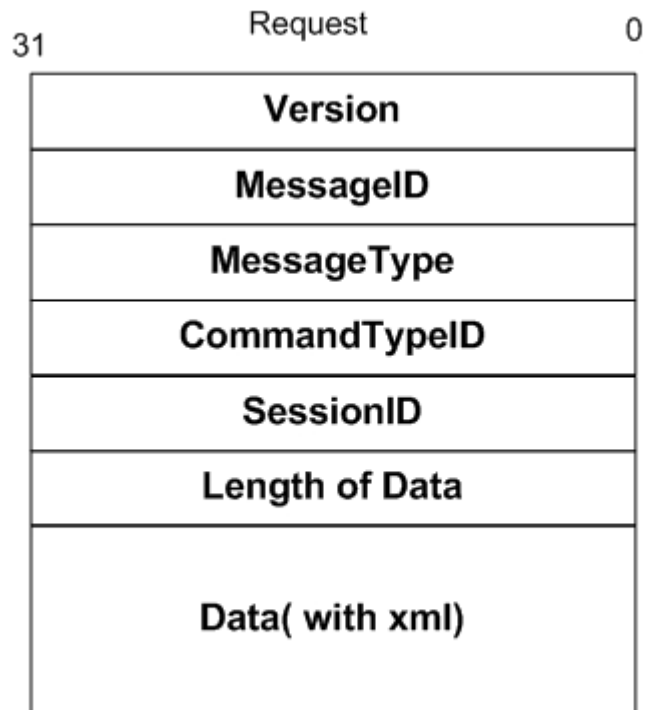 Request
31 0
Version
MessageID
MessageType
CommandTypeID
SessionID
Length of Data
Data( with xml)